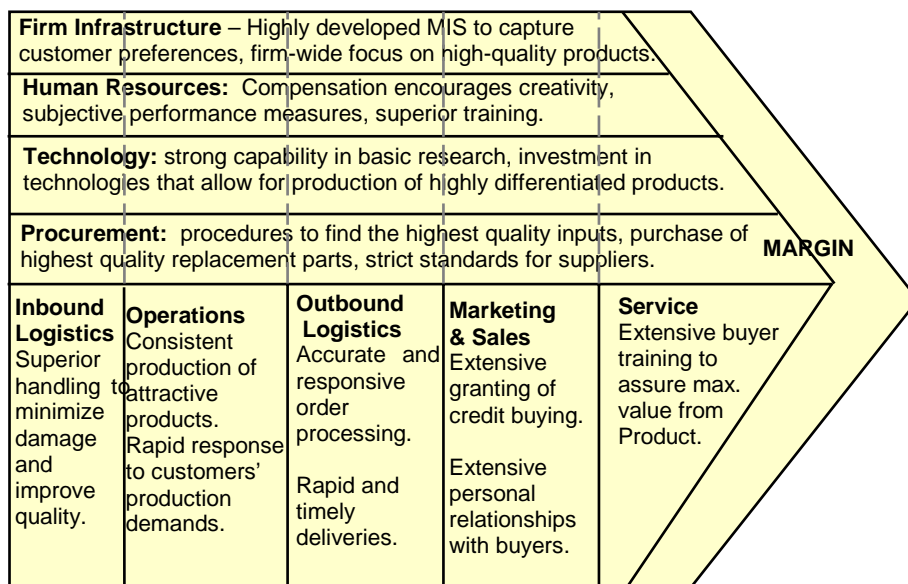 Firm Infrastructure – Highly developed MIS to capture
customer preferences, firm-wide focus on high-quality products.
Human Resources: Compensation encourages creativity,
subjective performance measures, superior training.
Technology: strong capability in basic research, investment in
technologies that allow for production of highly differentiated products.
Procurement: procedures to find the highest quality inputs, purchase of
highest quality replacement parts, strict standards for suppliers.
MARGIN
Inbound
Logistics
Superior
handling to
minimize
damage
and
improve
quality.
Operations
Consistent
production of
attractive
products.
Rapid response
to customers’
production
demands.
Outbound
Logistics
Accurate and
responsive
order
processing.
Rapid and
timely
deliveries.
Marketing
& Sales
Extensive
granting of
credit buying.
Extensive
personal
relationships
with buyers.
Service
Extensive buyer
training to
assure max.
value from
Product.